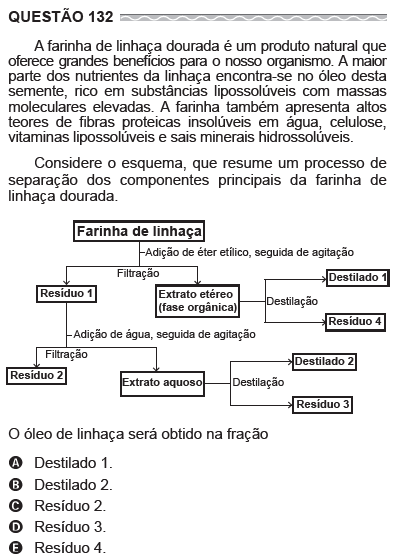 QUESTÃO 132
A farinha de linhaça dourada é um produto natural que
oferece grandes benefícios para o nosso organismo. A maior
parte dos nutrientes da linhaça encontra-se no óleo desta
semente, rico em substâncias lipossolúveis com massas
moleculares elevadas. A farinha também apresenta altos
teores de fibras proteicas insolúveis em água, celulose,
vitaminas lipossolúveis e sais minerais hidrossolúveis.
Considere o esquema, que resume um processo de
separação dos componentes principais da farinha de
linhaça dourada.
Farinha de linhaça
Adição de éter etílico, seguida de agitação
Filtração
Resíduo 1
Extrato etéreo
(fase orgânica)
Destilação
Destilado 1
Resíduo 4
Adição de água, seguida de agitação
Filtração
Resíduo 2
Extrato aquoso
Destilação
Destilado 2
Resíduo 3
O óleo de linhaça será obtido na fração
A Destilado 1.
B Destilado 2.
C Resíduo 2.
D Resíduo 3.
E Resíduo 4.